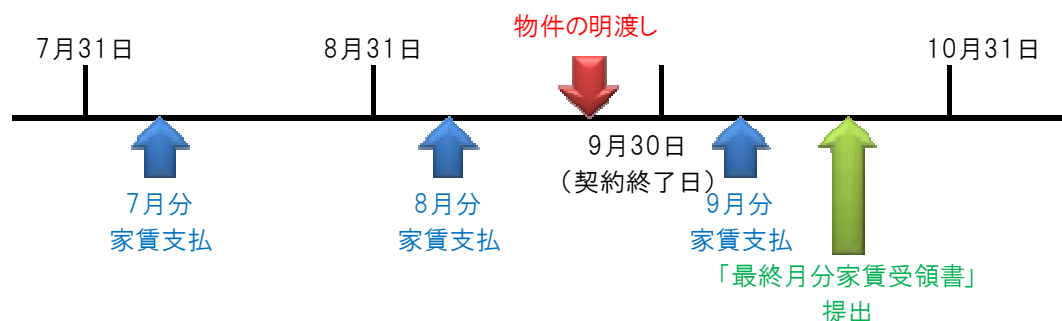 物件の明渡し
7月31日
8月31日
10月31日
9月30日
（契約終了日）
7月分
家賃支払
8月分
家賃支払
9月分
家賃支払
「最終月分家賃受領書」
提出